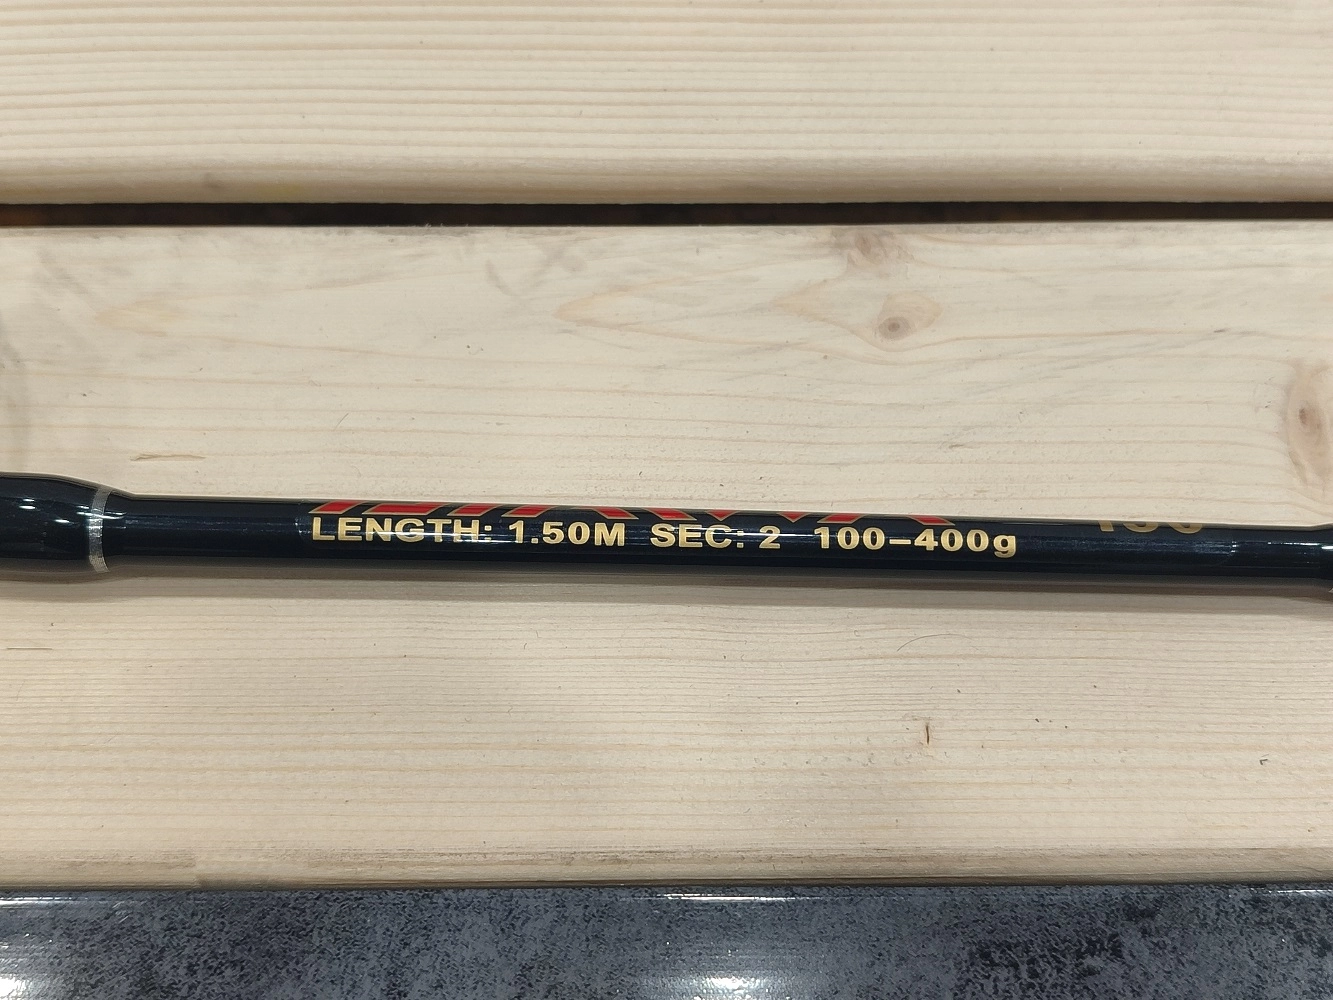 LENGTH: 1.50M SEC: 2 100-400g